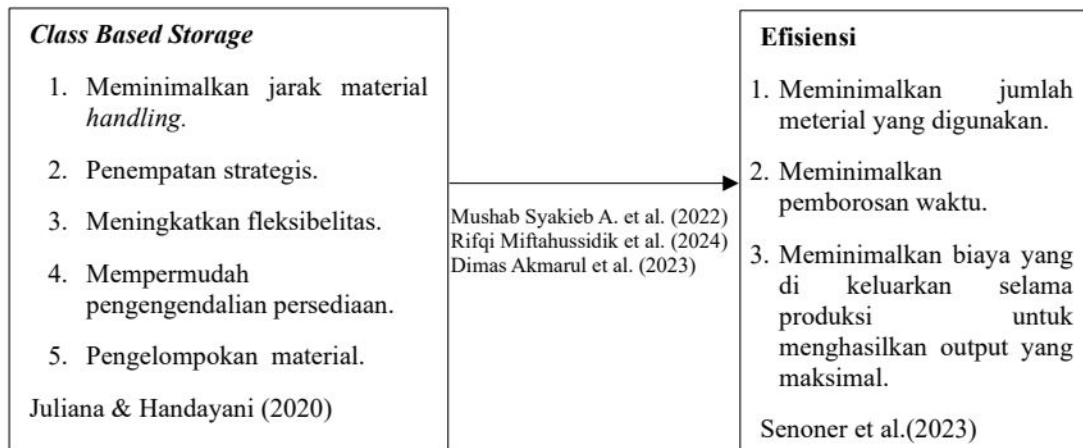 Class Based Storage
1. Meminimalkan jarak material
handling.
2. Penempatan strategis.
3. Meningkatkan fleksibelitas.
4. Mempermudah
pengengendalian persediaan.
5. Pengelompokan material.
Juliana & Handayani (2020)
Mushab Syakieb A. et al. (2022)
Rifqi Miftahussidik et al. (2024)
Dimas Akmarul et al. (2023)
Efisiensi
1. Meminimalkan jumlah
meterial yang digunakan.
2. Meminimalkan
pemborosan waktu.
3. Meminimalkan biaya yang
di keluarkan selama
produksi untuk
menghasilkan output yang
maksimal.
Senoner et al.(2023)